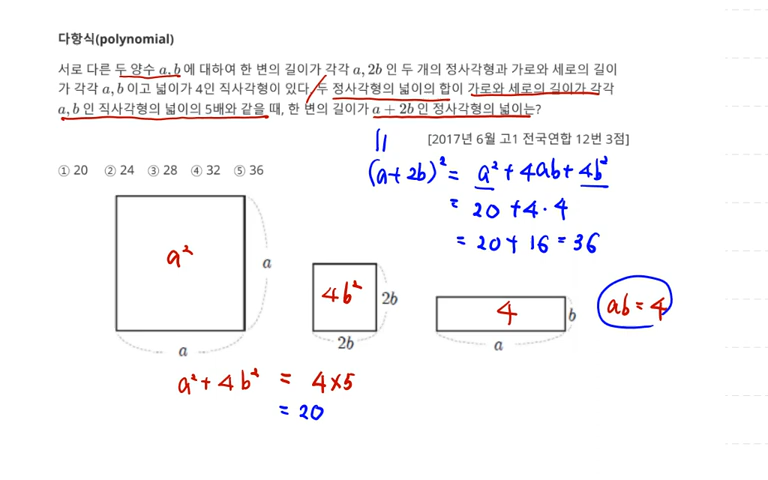 다항식(polynomial)
서로 다른 두 양수 a, b 에 대하여 한 변의 길이가 각각 a, 2b 인 두 개의 정사각형과 가로와 세로의 길이
가 각각 a, b 이고 넓이가 4인 직사각형이 있다. 두 정사각형의 넓이의 합이 가로와 세로의 길이가 각각
a, b 인 직사각형의 넓이의 5배와 같을 때, 한 변의 길이가 a + 2b 인 정사각형의 넓이는?
[2017년 6월 고1 전국연합 12번 3점]
(a+2b)² = a² + 4ab + 4b²
① 20 ② 24 ③ 28 ④ 32 ⑤ 36
= 20 + 4·4
= 20 + 16 = 36
a²
a
4b²
2b
4
b
ab = 4
a
2b
a
a² + 4b² = 4×5
= 20